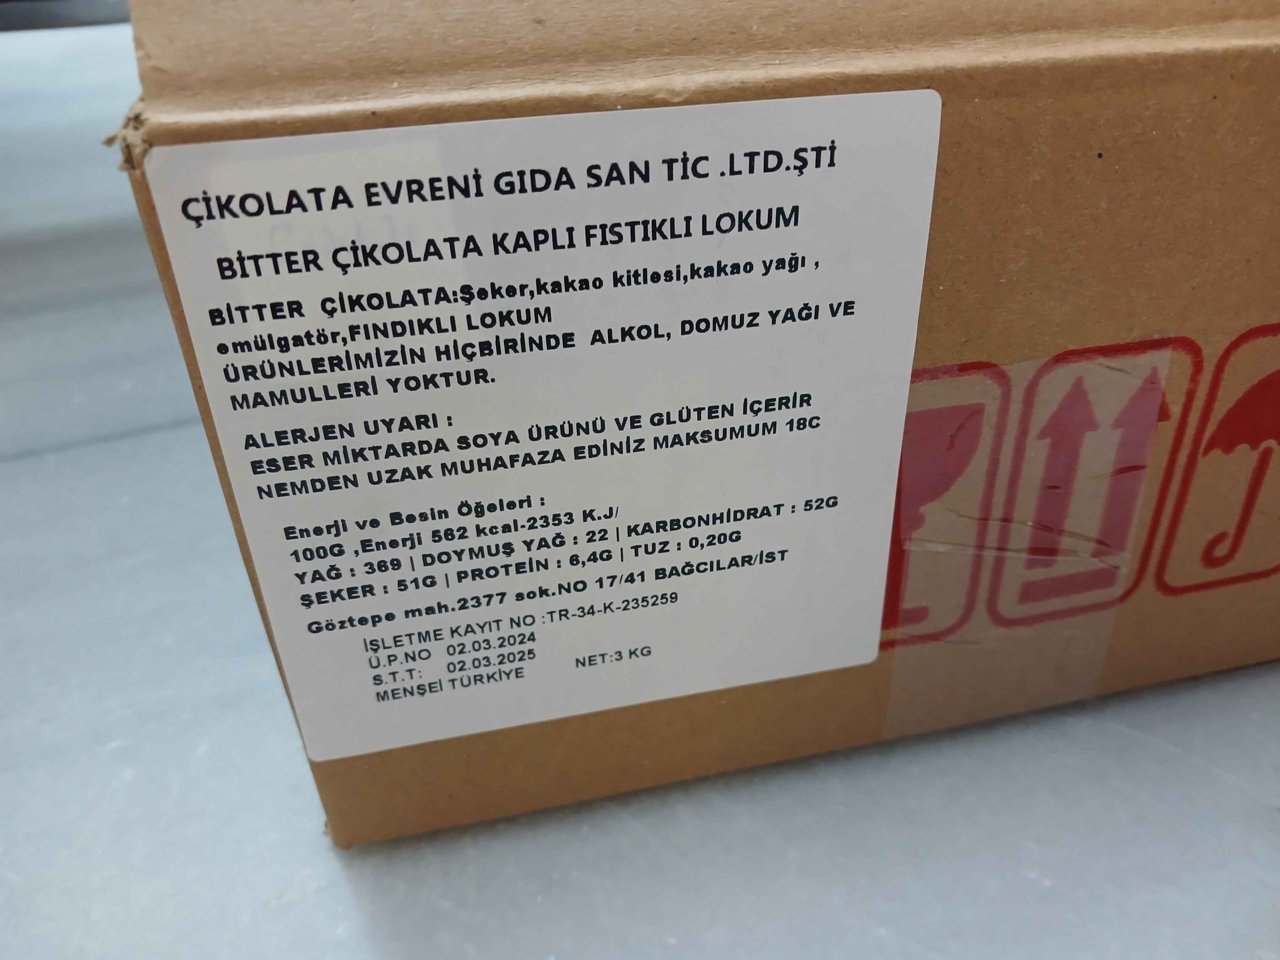 ÇİKOLATA EVRENİ GIDA SAN TİC .LTD.ŞTİ
BİTTER ÇİKOLATA KAPLI FISTIKLI LOKUM
BİTTER ÇİKOLATA:Şeker,kakao kitlesi,kakao yağı ,
emülgatör,FINDIKLI LOKUM
ÜRÜNLERİMİZİN HİÇBİRİNDE ALKOL, DOMUZ YAĞI VE
MAMULLERİ YOKTUR.
ALERJEN UYARI :
ESER MİKTARDA SOYA ÜRÜNÜ VE GLÜTEN İÇERİR
NEMDEN UZAK MUHAFAZA EDİNİZ MAKSUMUM 18C
Enerji ve Besin Öğeleri :
100G ,Enerji 562 kcal-2353 K.J/
YAĞ : 369 | DOYMUŞ YAĞ : 22 | KARBONHİDRAT : 52G
ŞEKER : 51G | PROTEİN : 6,4G | TUZ : 0,20G
Göztepe mah.2377 sok.NO 17/41 BAĞCILAR/İST
İŞLETME KAYIT NO :TR-34-K-235259
Ü.P.NO 02.03.2024
S.T.T: 02.03.2025 NET:3 KG
MENŞEİ TÜRKİYE